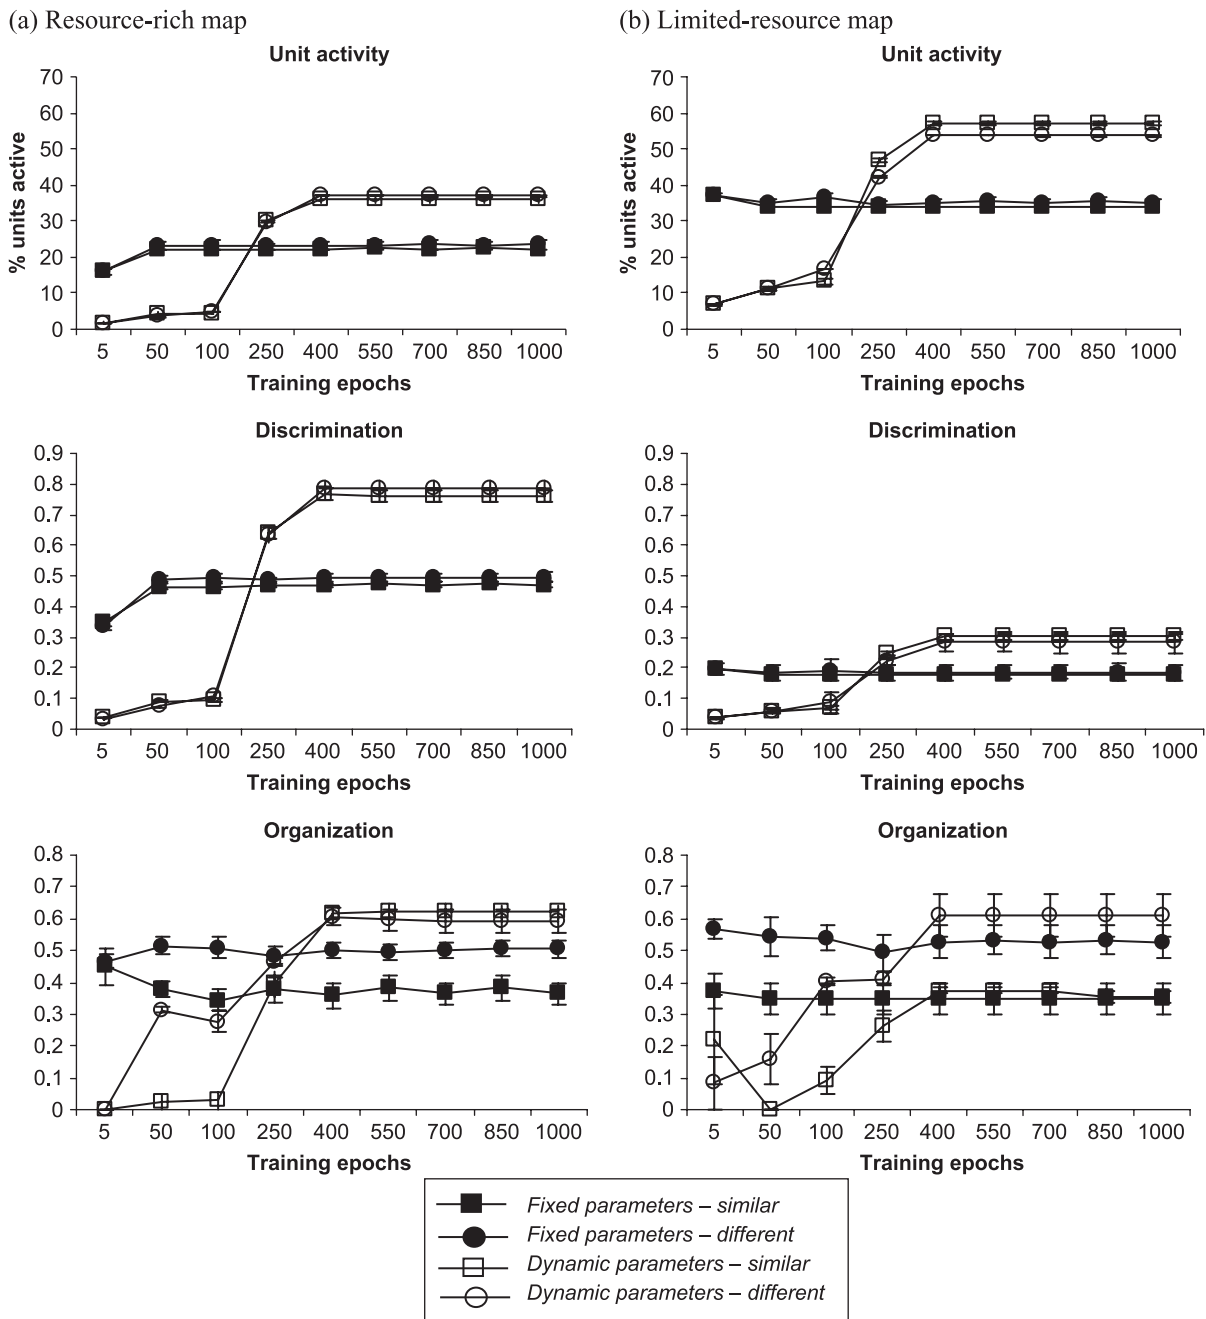 (a) Resource-rich map
(b) Limited-resource map
Unit activity
% units active
70
60
50
40
30
20
10
0
5 50 100 250 400 550 700 850 1000
Training epochs
Unit activity
% units active
70
60
50
40
30
20
10
0
5 50 100 250 400 550 700 850 1000
Training epochs
Discrimination
0.9
0.8
0.7
0.6
0.5
0.4
0.3
0.2
0.1
0
5 50 100 250 400 550 700 850 1000
Training epochs
Discrimination
0.9
0.8
0.7
0.6
0.5
0.4
0.3
0.2
0.1
0
5 50 100 250 400 550 700 850 1000
Training epochs
Organization
0.8
0.7
0.6
0.5
0.4
0.3
0.2
0.1
0
5 50 100 250 400 550 700 850 1000
Training epochs
Organization
0.8
0.7
0.6
0.5
0.4
0.3
0.2
0.1
0
5 50 100 250 400 550 700 850 1000
Training epochs
Fixed parameters – similar
Fixed parameters – different
Dynamic parameters – similar
Dynamic parameters – different